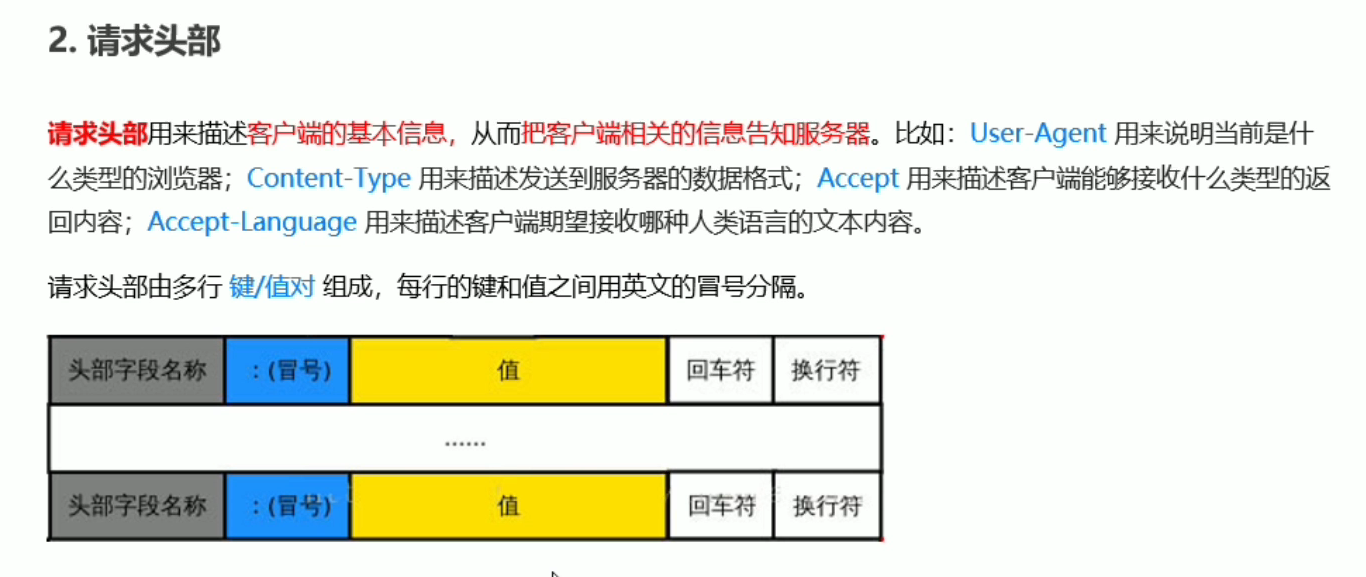 2. 请求头部
请求头部用来描述客户端的基本信息，从而把客户端相关的信息告知服务器。比如：User-Agent 用来说明当前是什
么类型的浏览器；Content-Type 用来描述发送到服务器的数据格式；Accept 用来描述客户端能够接收什么类型的返
回内容；Accept-Language 用来描述客户端期望接收哪种人类语言的文本内容。
请求头部由多行 键/值对 组成，每行的键和值之间用英文的冒号分隔。
头部字段名称 ：(冒号) 值 回车符 换行符
......
头部字段名称 ：(冒号) 值 回车符 换行符